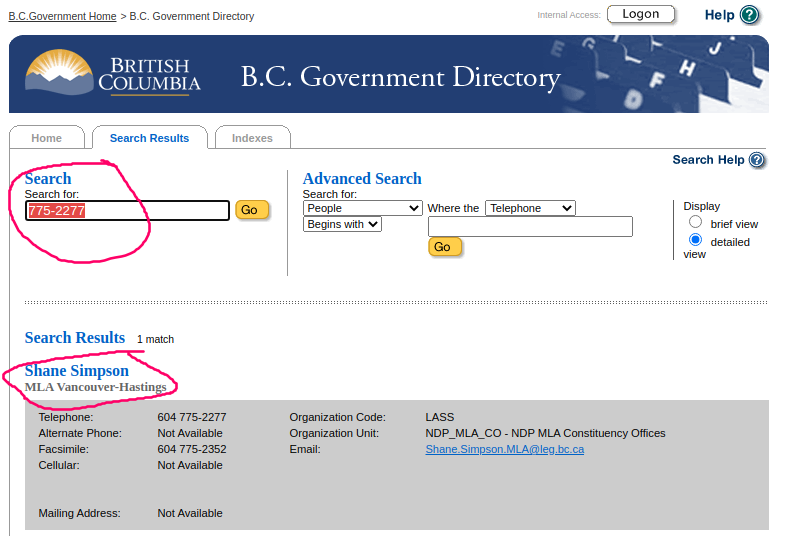 B.C.Government Home > B.C. Government Directory
Internal Access: Logon Help ?
BRITISH COLUMBIA
B.C. Government Directory
E G D F H J
Home Search Results Indexes
Search Help ?
Search
Search for:
775-2277 Go
Advanced Search
Search for:
People Where the Telephone
Begins with
Go
Display
brief view
detailed view
Search Results 1 match
Shane Simpson
MLA Vancouver-Hastings
Telephone: 604 775-2277 Organization Code: LASS
Alternate Phone: Not Available Organization Unit: NDP_MLA_CO - NDP MLA Constituency Offices
Facsimile: 604 775-2352 Email: Shane.Simpson.MLA@leg.bc.ca
Cellular: Not Available
Mailing Address: Not Available